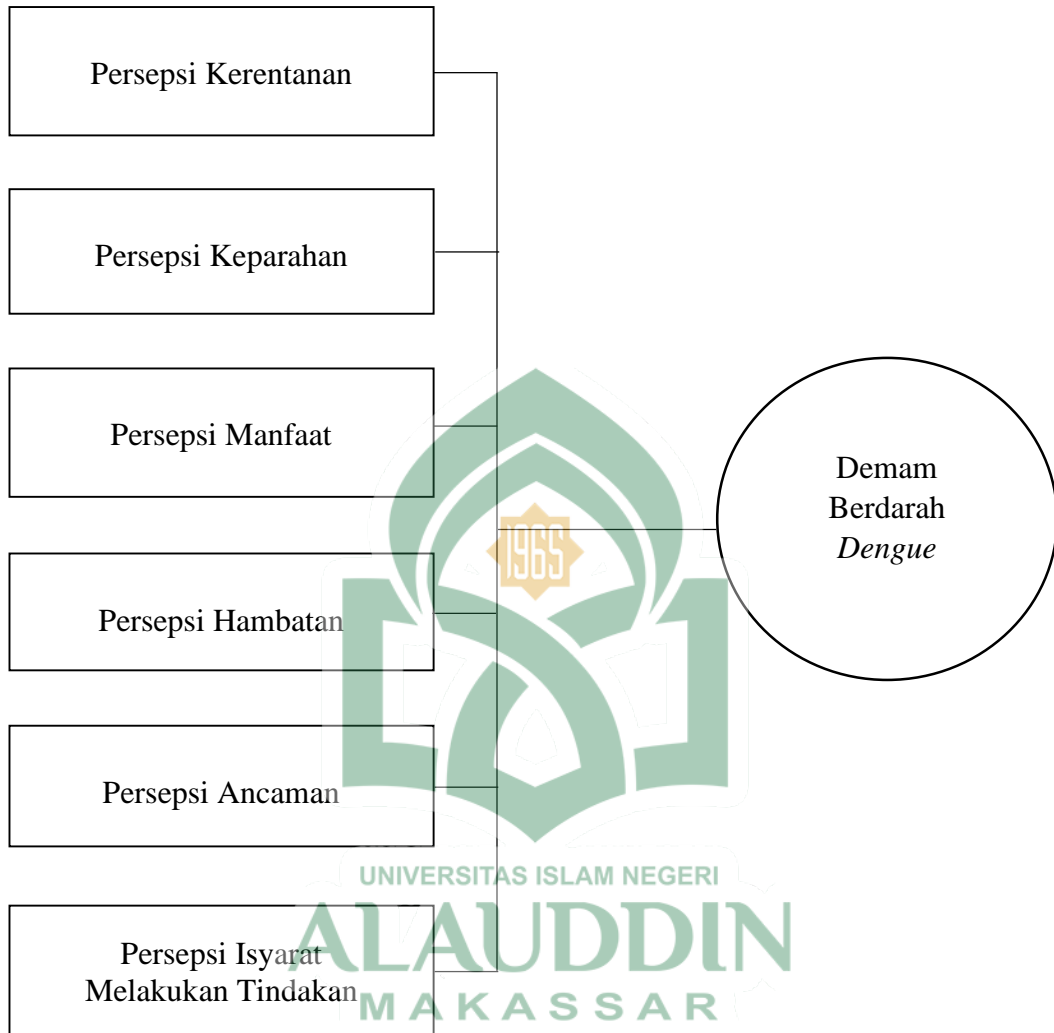 Persepsi Kerentanan
Persepsi Keparahan
Persepsi Manfaat
Persepsi Hambatan
Persepsi Ancaman
Persepsi Isyarat
Melakukan Tindakan
Demam
Berdarah
Dengue
1965
UNIVERSITAS ISLAM NEGERI
ALAUDDIN
MAKASSAR